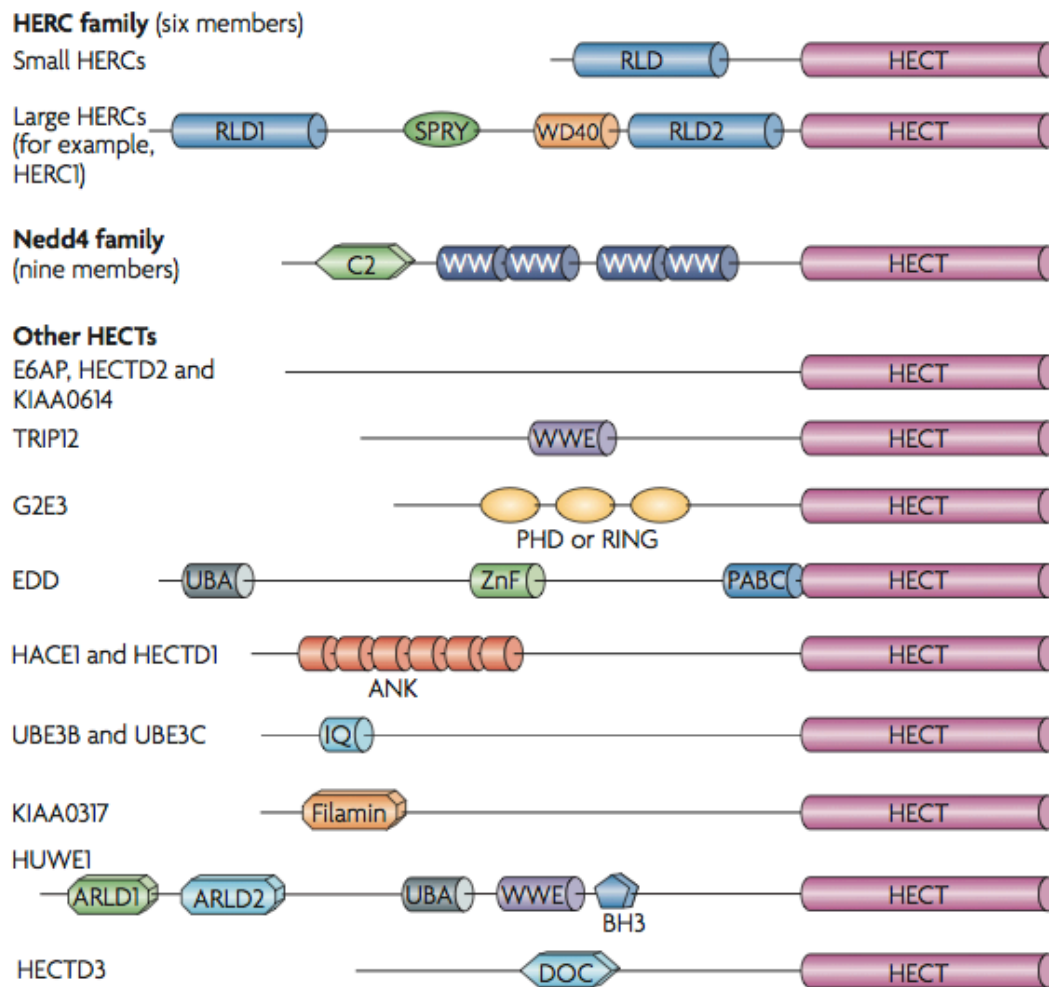 HERC family (six members)
Small HERCs
RLD
HECT
Large HERCs
(for example,
HERC1)
RLD1
SPRY
WD40
RLD2
HECT
Nedd4 family
(nine members)
C2
WW
WW
WW
WW
HECT
Other HECTs
E6AP, HECTD2 and
KIAA0614
HECT
TRIP12
WWE
HECT
G2E3
PHD or RING
HECT
EDD
UBA
ZnF
PABC
HECT
HACE1 and HECTD1
ANK
HECT
UBE3B and UBE3C
IQ
HECT
KIAA0317
Filamin
HECT
HUWE1
ARLD1
ARLD2
UBA
WWE
BH3
HECT
HECTD3
DOC
HECT